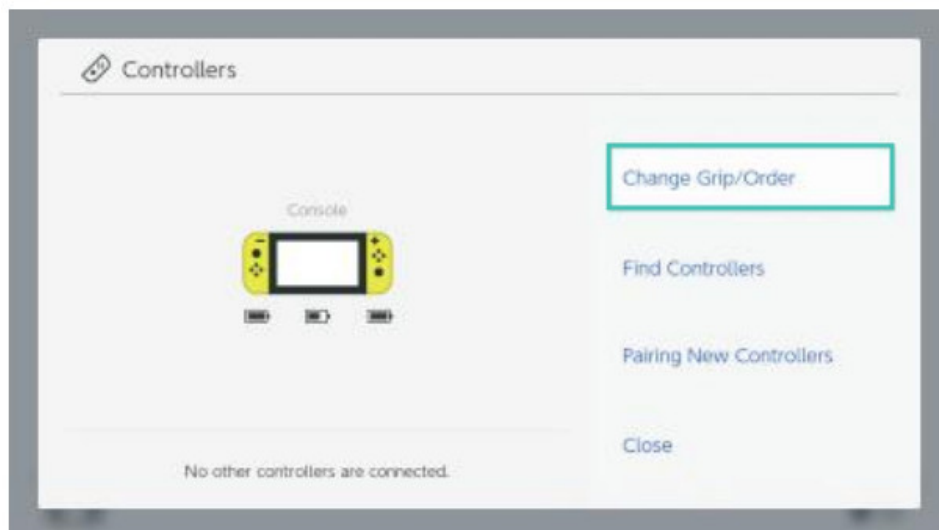 Controllers
Console
Change Grip/Order
Find Controllers
Pairing New Controllers
Close
No other controllers are connected.